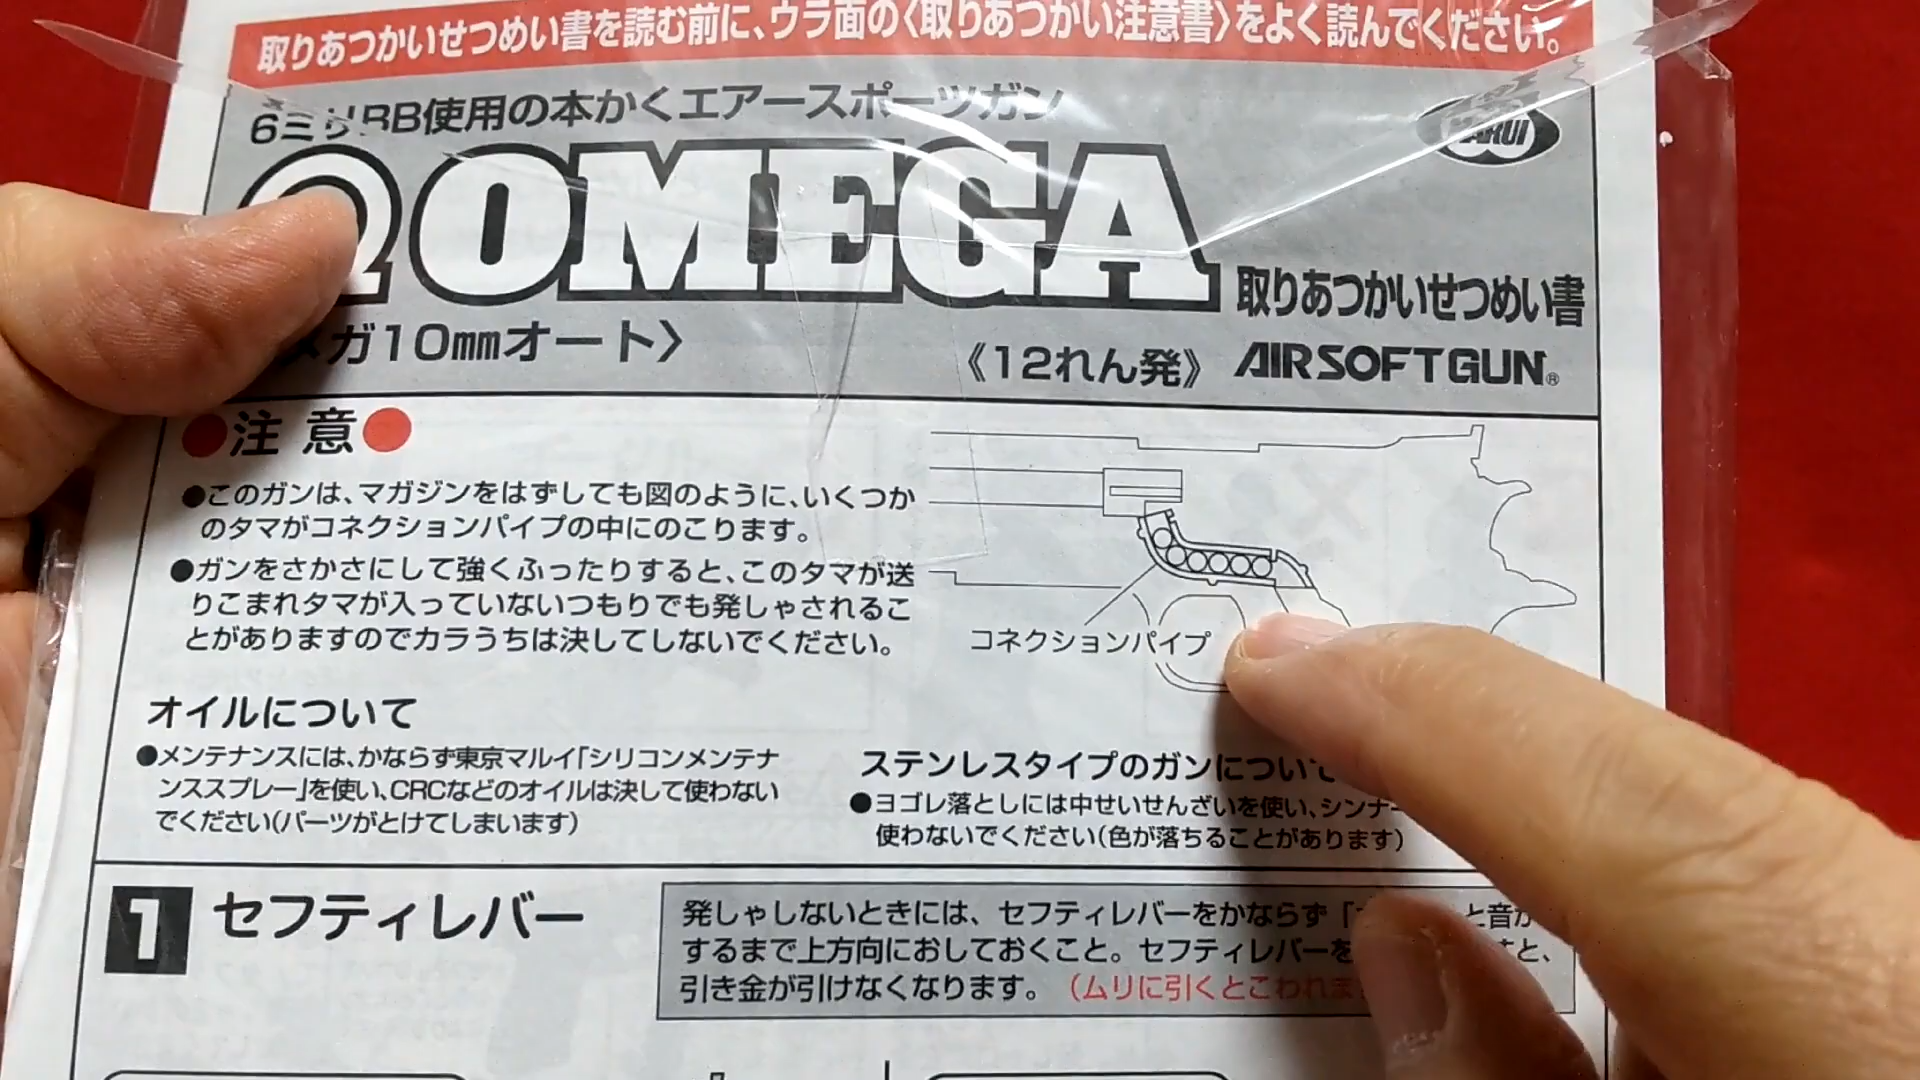 取りあつかいせつめい書を読む前に、ウラ面の〈取りあつかい注意書〉をよく読んでください。
6ミリBB使用の本かくエアースポーツガン
MARUI
OMEGA
取りあつかいせつめい書
メガ10mmオート〉
《12れん発》 AIRSOFTGUN®
●注意●
●このガンは、マガジンをはずしても図のように、いくつか
のタマがコネクションパイプの中にのこります。
●ガンをさかさにして強くふったりすると、このタマが送
りこまれタマが入っていないつもりでも発しゃされるこ
とがありますのでカラうちは決してしないでください。
コネクションパイプ
オイルについて
●メンテナンスには、かならず東京マルイ「シリコンメンテナ
ンススプレー」を使い、CRCなどのオイルは決して使わない
でください(パーツがとけてしまいます)
ステンレスタイプのガンについて
●ヨゴレ落としには中せいせんざいを使い、シンナー
使わないでください(色が落ちることがあります)
1 セフティレバー
発しゃしないときには、セフティレバーをかならず「 と音が
するまで上方向におしておくこと。セフティレバーを すと、
引き金が引けなくなります。(ムリに引くとこわれま